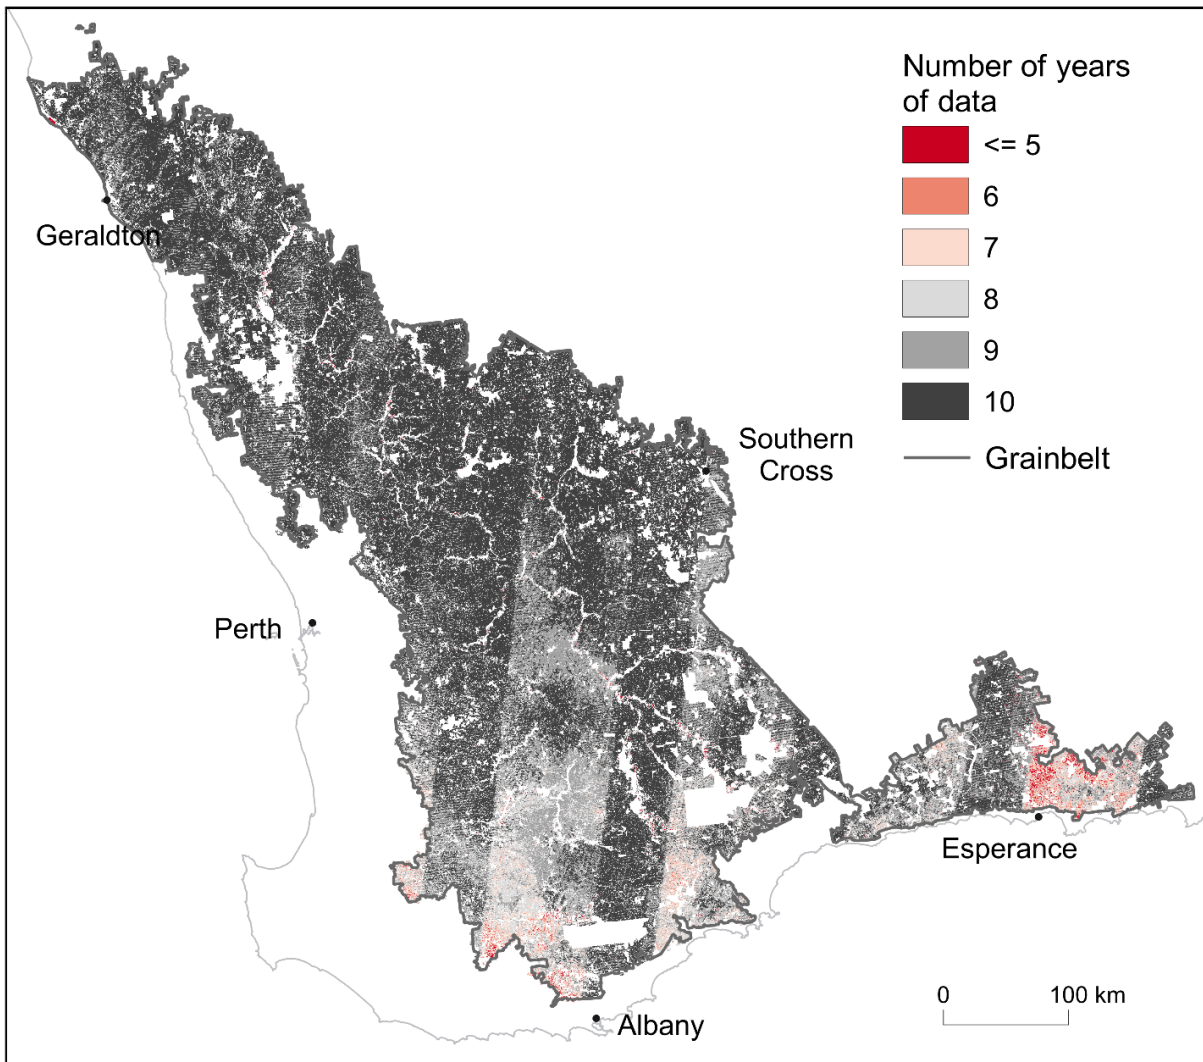 Number of years
of data
<= 5
6
7
8
9
10
Grainbelt
Geraldton
Southern
Cross
Perth
Esperance
Albany
0 100 km